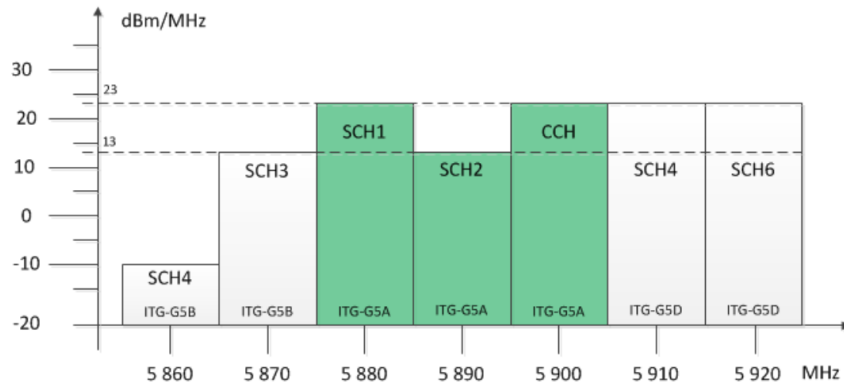 dBm/MHz
30
23
20
SCH1
CCH
13
10
SCH3
SCH2
SCH4
SCH6
0
-10
SCH4
ITG-G5B
ITG-G5B
ITG-G5A
ITG-G5A
ITG-G5A
ITG-G5D
ITG-G5D
-20
5 860
5 870
5 880
5 890
5 900
5 910
5 920
MHz